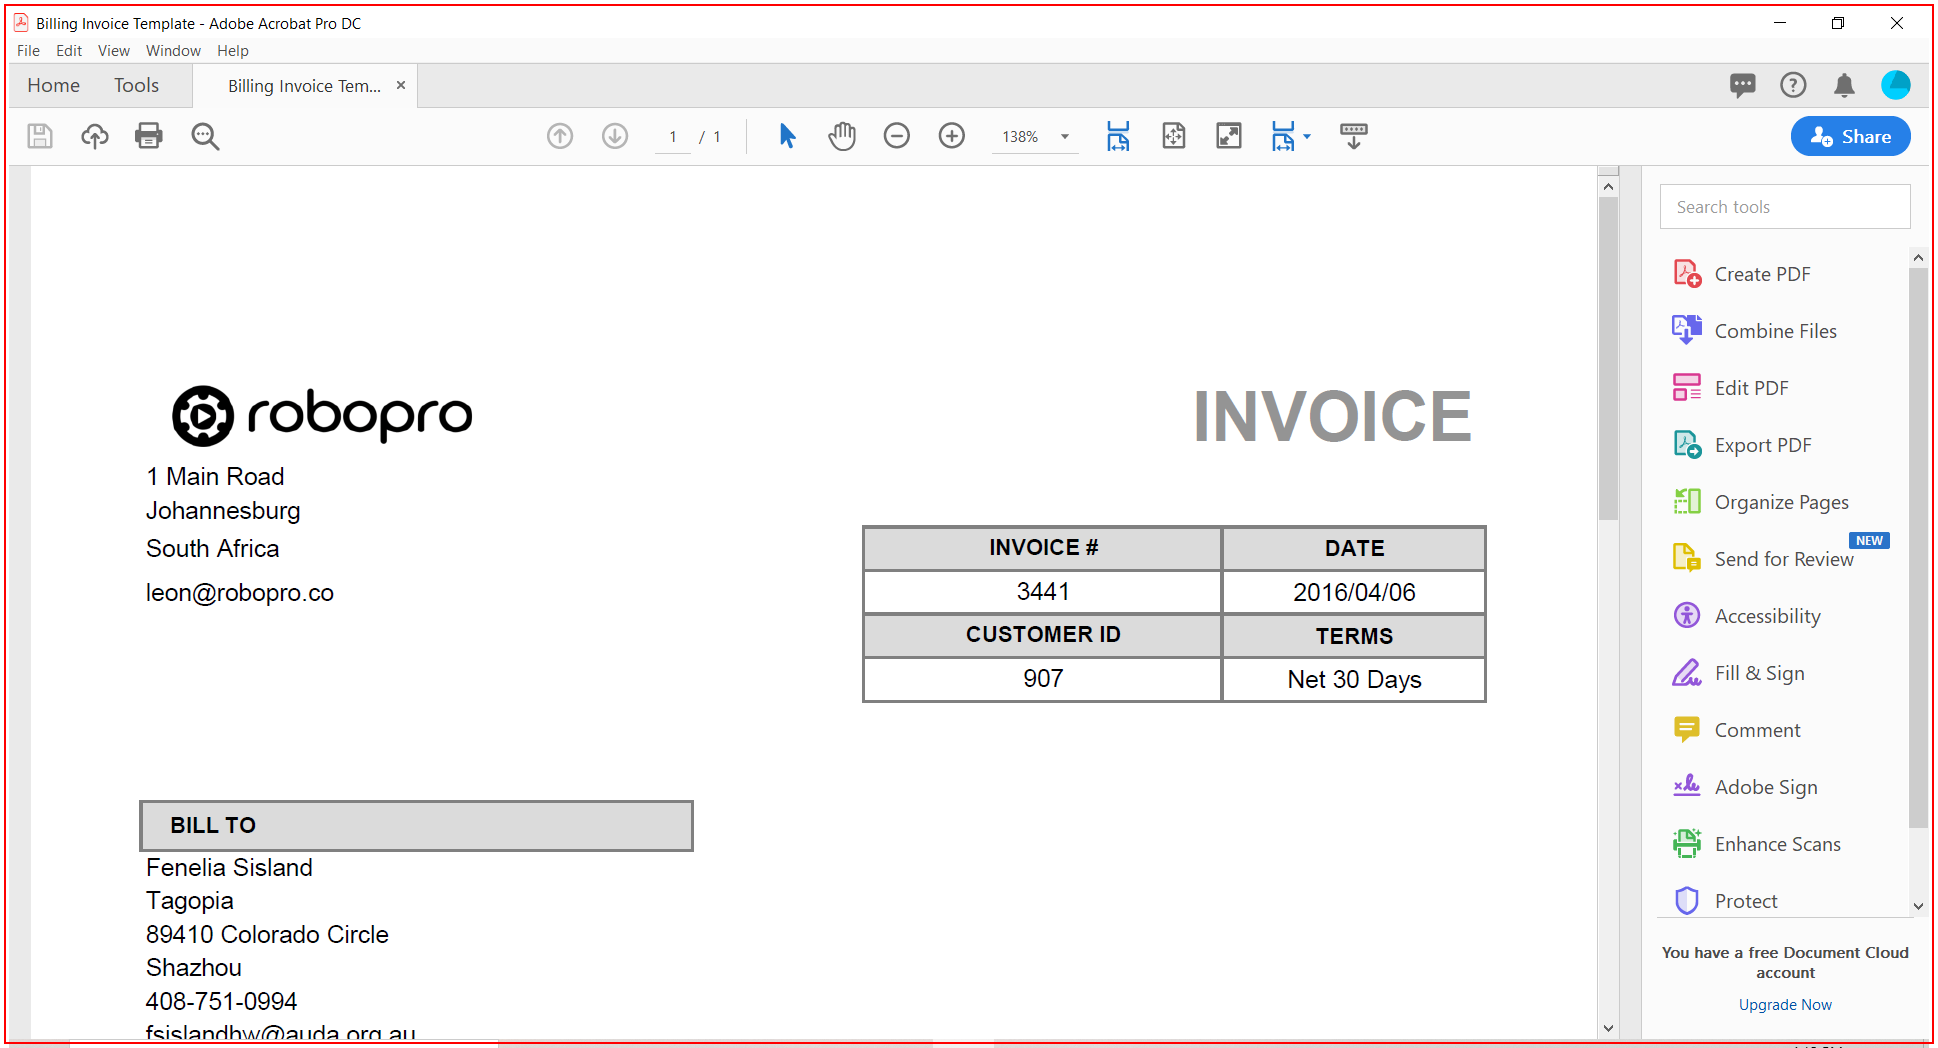 Billing Invoice Template - Adobe Acrobat Pro DC
File Edit View Window Help
Home Tools Billing Invoice Tem... ×
1 / 1 138% Share
Search tools
Create PDF
Combine Files
Edit PDF
Export PDF
Organize Pages
NEW
Send for Review
Accessibility
Fill & Sign
Comment
Adobe Sign
Enhance Scans
Protect
You have a free Document Cloud
account
Upgrade Now
robopro
INVOICE
1 Main Road
Johannesburg
South Africa
leon@robopro.co
INVOICE # DATE
3441 2016/04/06
CUSTOMER ID TERMS
907 Net 30 Days
BILL TO
Fenelia Sisland
Tagopia
89410 Colorado Circle
Shazhou
408-751-0994
fsislandhw@auda.org.au